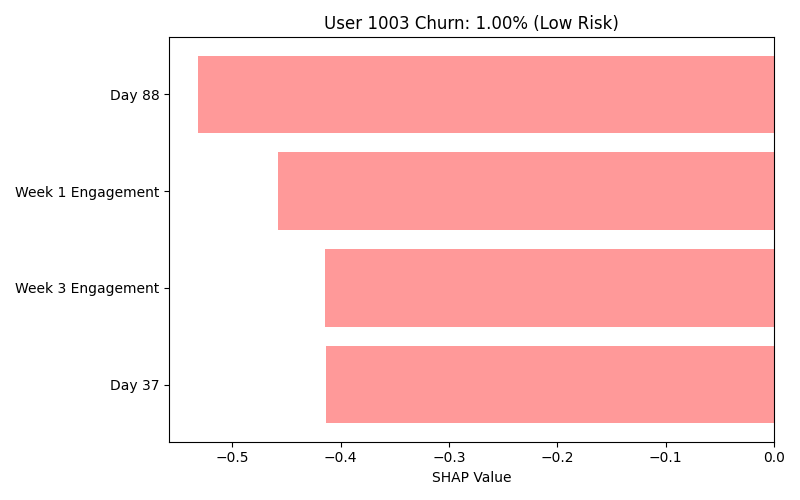 User 1003 Churn: 1.00% (Low Risk)
Day 88
Week 1 Engagement
Week 3 Engagement
Day 37
−0.5 −0.4 −0.3 −0.2 −0.1 0.0
SHAP Value